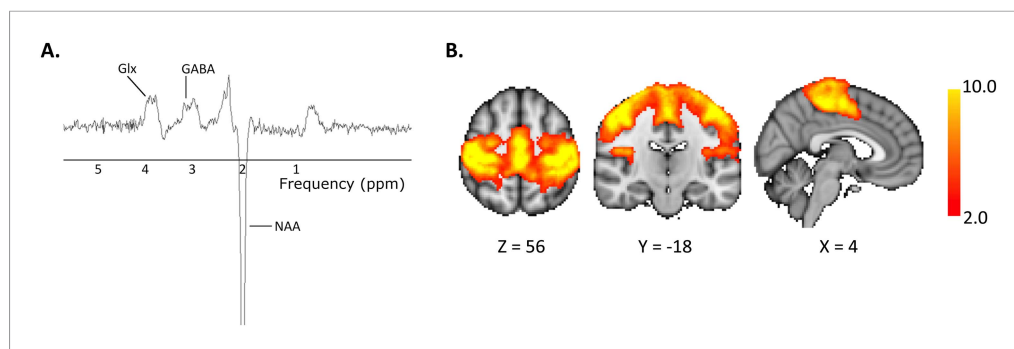 A.
Glx
GABA
5 4 3 2 1
Frequency (ppm)
NAA
B.
10.0
2.0
Z = 56
Y = -18
X = 4